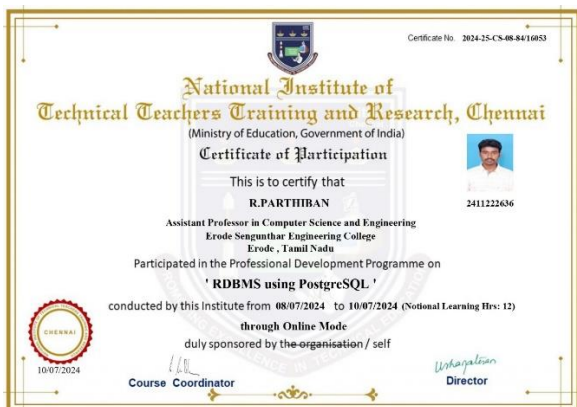 Certificate No. 2024-25-CS-08-84/16053
National Institute of
Technical Teachers Training and Research, Chennai
(Ministry of Education, Government of India)
Certificate of Participation
This is to certify that
R.PARTHIBAN
2411222636
Assistant Professor in Computer Science and Engineering
Erode Sengunthar Engineering College
Erode , Tamil Nadu
Participated in the Professional Development Programme on
' RDBMS using PostgreSQL '
conducted by this Institute from 08/07/2024 to 10/07/2024 (Notional Learning Hrs: 12)
through Online Mode
duly sponsored by the organisation / self
CHENNAI
10/07/2024
Course Coordinator
Director